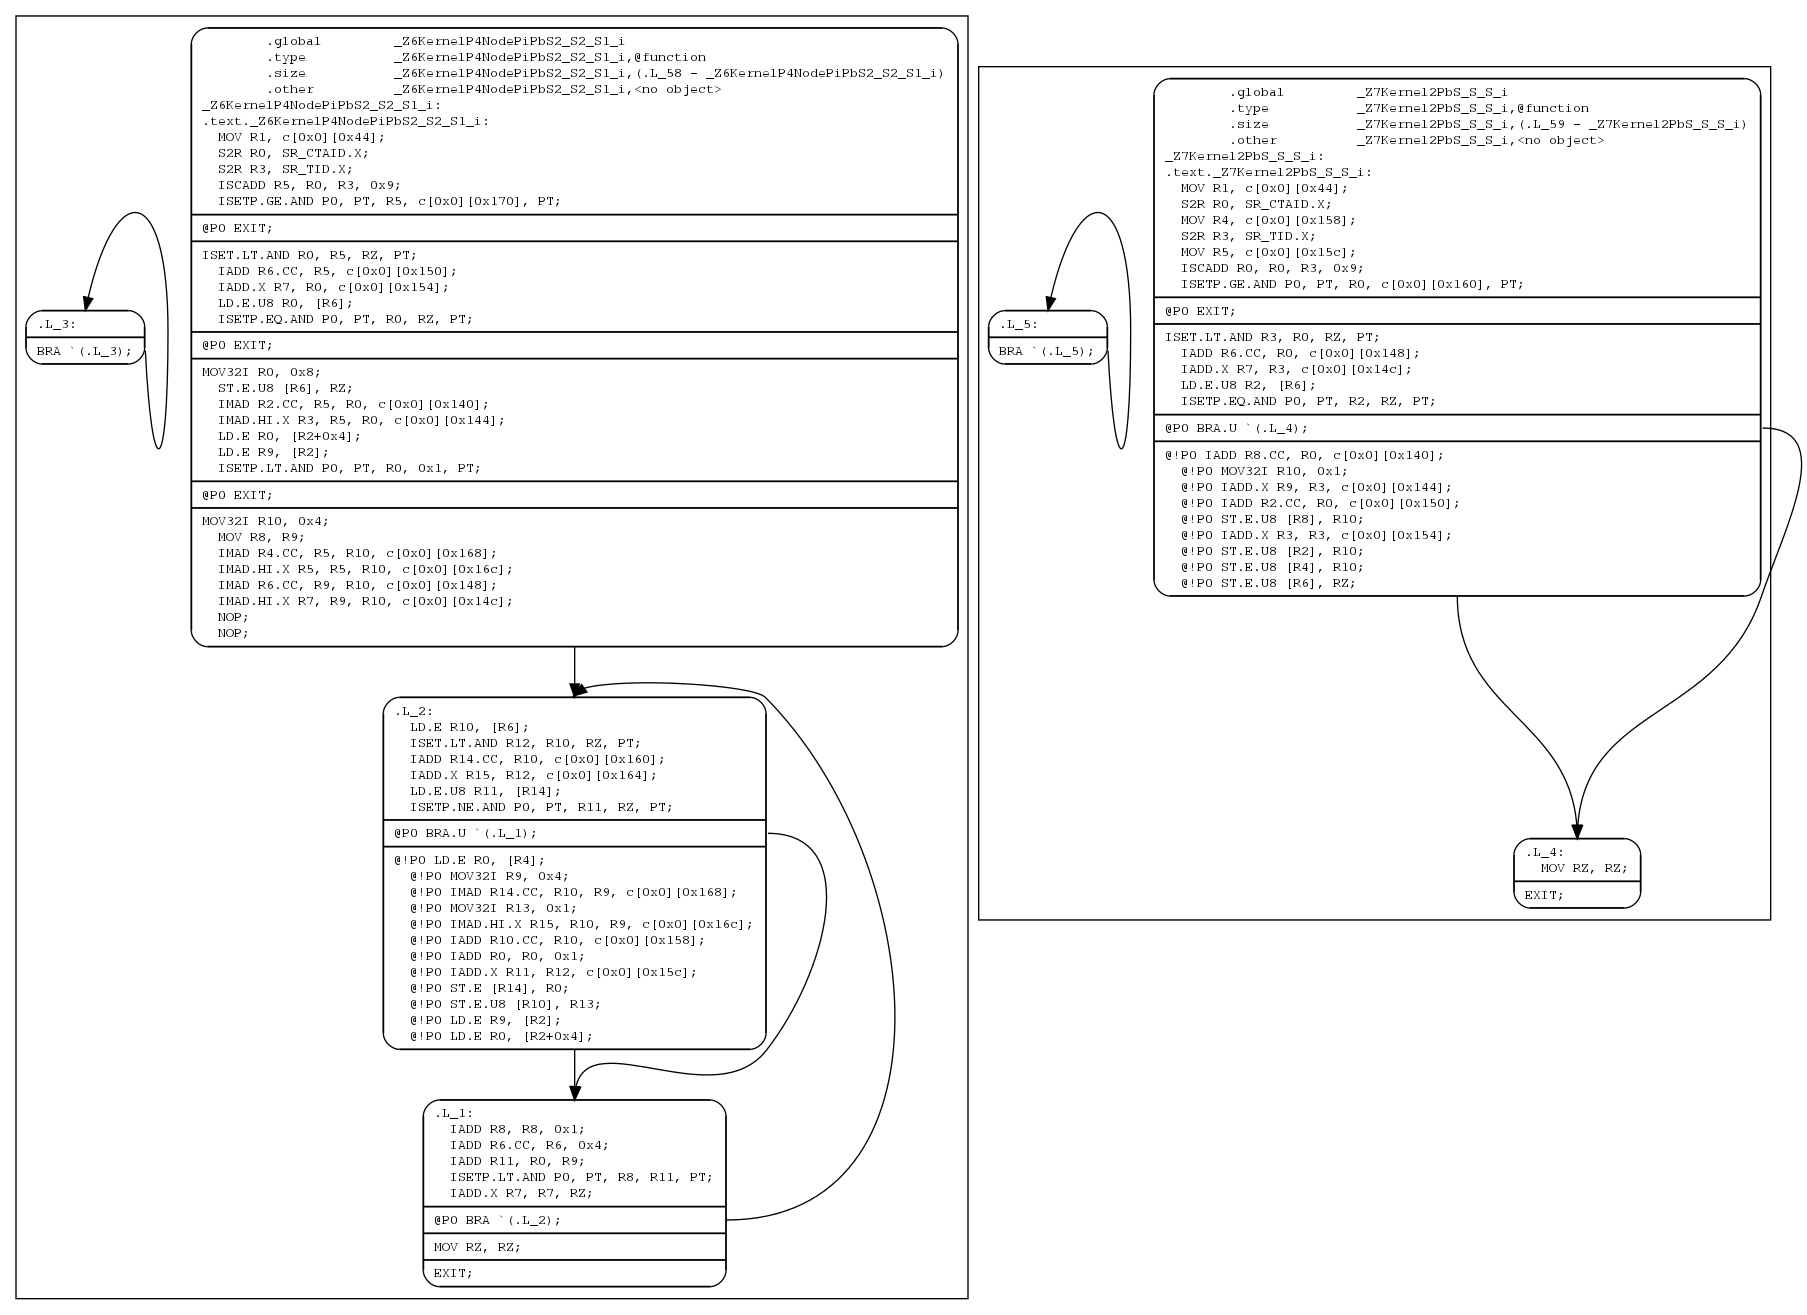 .global _Z6KernelP4NodePiPbS2_S2_S1_i
.type _Z6KernelP4NodePiPbS2_S2_S1_i,@function
.size _Z6KernelP4NodePiPbS2_S2_S1_i,(.L_58 - _Z6KernelP4NodePiPbS2_S2_S1_i)
.other _Z6KernelP4NodePiPbS2_S2_S1_i,<no object>
_Z6KernelP4NodePiPbS2_S2_S1_i:
.text._Z6KernelP4NodePiPbS2_S2_S1_i:
MOV R1, c[0x0][0x44];
S2R R0, SR_CTAID.X;
S2R R3, SR_TID.X;
ISCADD R5, R0, R3, 0x9;
ISETP.GE.AND P0, PT, R5, c[0x0][0x170], PT;
@P0 EXIT;
ISET.LT.AND R0, R5, RZ, PT;
IADD R6.CC, R5, c[0x0][0x150];
IADD.X R7, R0, c[0x0][0x154];
LD.E.U8 R0, [R6];
ISETP.EQ.AND P0, PT, R0, RZ, PT;
@P0 EXIT;
MOV32I R0, 0x8;
ST.E.U8 [R6], RZ;
IMAD R2.CC, R5, R0, c[0x0][0x140];
IMAD.HI.X R3, R5, R0, c[0x0][0x144];
LD.E R0, [R2+0x4];
LD.E R9, [R2];
ISETP.LT.AND P0, PT, R0, 0x1, PT;
@P0 EXIT;
MOV32I R10, 0x4;
MOV R8, R9;
IMAD R4.CC, R5, R10, c[0x0][0x168];
IMAD.HI.X R5, R5, R10, c[0x0][0x16c];
IMAD R6.CC, R9, R10, c[0x0][0x148];
IMAD.HI.X R7, R9, R10, c[0x0][0x14c];
NOP;
NOP;
.L_3:
BRA `(.L_3);
.L_2:
LD.E R10, [R6];
ISET.LT.AND R12, R10, RZ, PT;
IADD R14.CC, R10, c[0x0][0x160];
IADD.X R15, R12, c[0x0][0x164];
LD.E.U8 R11, [R14];
ISETP.NE.AND P0, PT, R11, RZ, PT;
@P0 BRA.U `(.L_1);
@!P0 LD.E R0, [R4];
@!P0 MOV32I R9, 0x4;
@!P0 IMAD R14.CC, R10, R9, c[0x0][0x168];
@!P0 MOV32I R13, 0x1;
@!P0 IMAD.HI.X R15, R10, R9, c[0x0][0x16c];
@!P0 IADD R10.CC, R10, c[0x0][0x158];
@!P0 IADD R0, R0, 0x1;
@!P0 IADD.X R11, R12, c[0x0][0x15c];
@!P0 ST.E [R14], R0;
@!P0 ST.E.U8 [R10], R13;
@!P0 LD.E R9, [R2];
@!P0 LD.E R0, [R2+0x4];
.L_1:
IADD R8, R8, 0x1;
IADD R6.CC, R6, 0x4;
IADD R11, R0, R9;
ISETP.LT.AND P0, PT, R8, R11, PT;
IADD.X R7, R7, RZ;
@P0 BRA `(.L_2);
MOV RZ, RZ;
EXIT;
.global _Z7Kernel2PbS_S_S_i
.type _Z7Kernel2PbS_S_S_i,@function
.size _Z7Kernel2PbS_S_S_i,(.L_59 - _Z7Kernel2PbS_S_S_i)
.other _Z7Kernel2PbS_S_S_i,<no object>
_Z7Kernel2PbS_S_S_i:
.text._Z7Kernel2PbS_S_S_i:
MOV R1, c[0x0][0x44];
S2R R0, SR_CTAID.X;
MOV R4, c[0x0][0x158];
S2R R3, SR_TID.X;
MOV R5, c[0x0][0x15c];
ISCADD R0, R0, R3, 0x9;
ISETP.GE.AND P0, PT, R0, c[0x0][0x160], PT;
@P0 EXIT;
ISET.LT.AND R3, R0, RZ, PT;
IADD R6.CC, R0, c[0x0][0x148];
IADD.X R7, R3, c[0x0][0x14c];
LD.E.U8 R2, [R6];
ISETP.EQ.AND P0, PT, R2, RZ, PT;
@P0 BRA.U `(.L_4);
@!P0 IADD R8.CC, R0, c[0x0][0x140];
@!P0 MOV32I R10, 0x1;
@!P0 IADD.X R9, R3, c[0x0][0x144];
@!P0 IADD R2.CC, R0, c[0x0][0x150];
@!P0 ST.E.U8 [R8], R10;
@!P0 IADD.X R3, R3, c[0x0][0x154];
@!P0 ST.E.U8 [R2], R10;
@!P0 ST.E.U8 [R4], R10;
@!P0 ST.E.U8 [R6], RZ;
.L_5:
BRA `(.L_5);
.L_4:
MOV RZ, RZ;
EXIT;